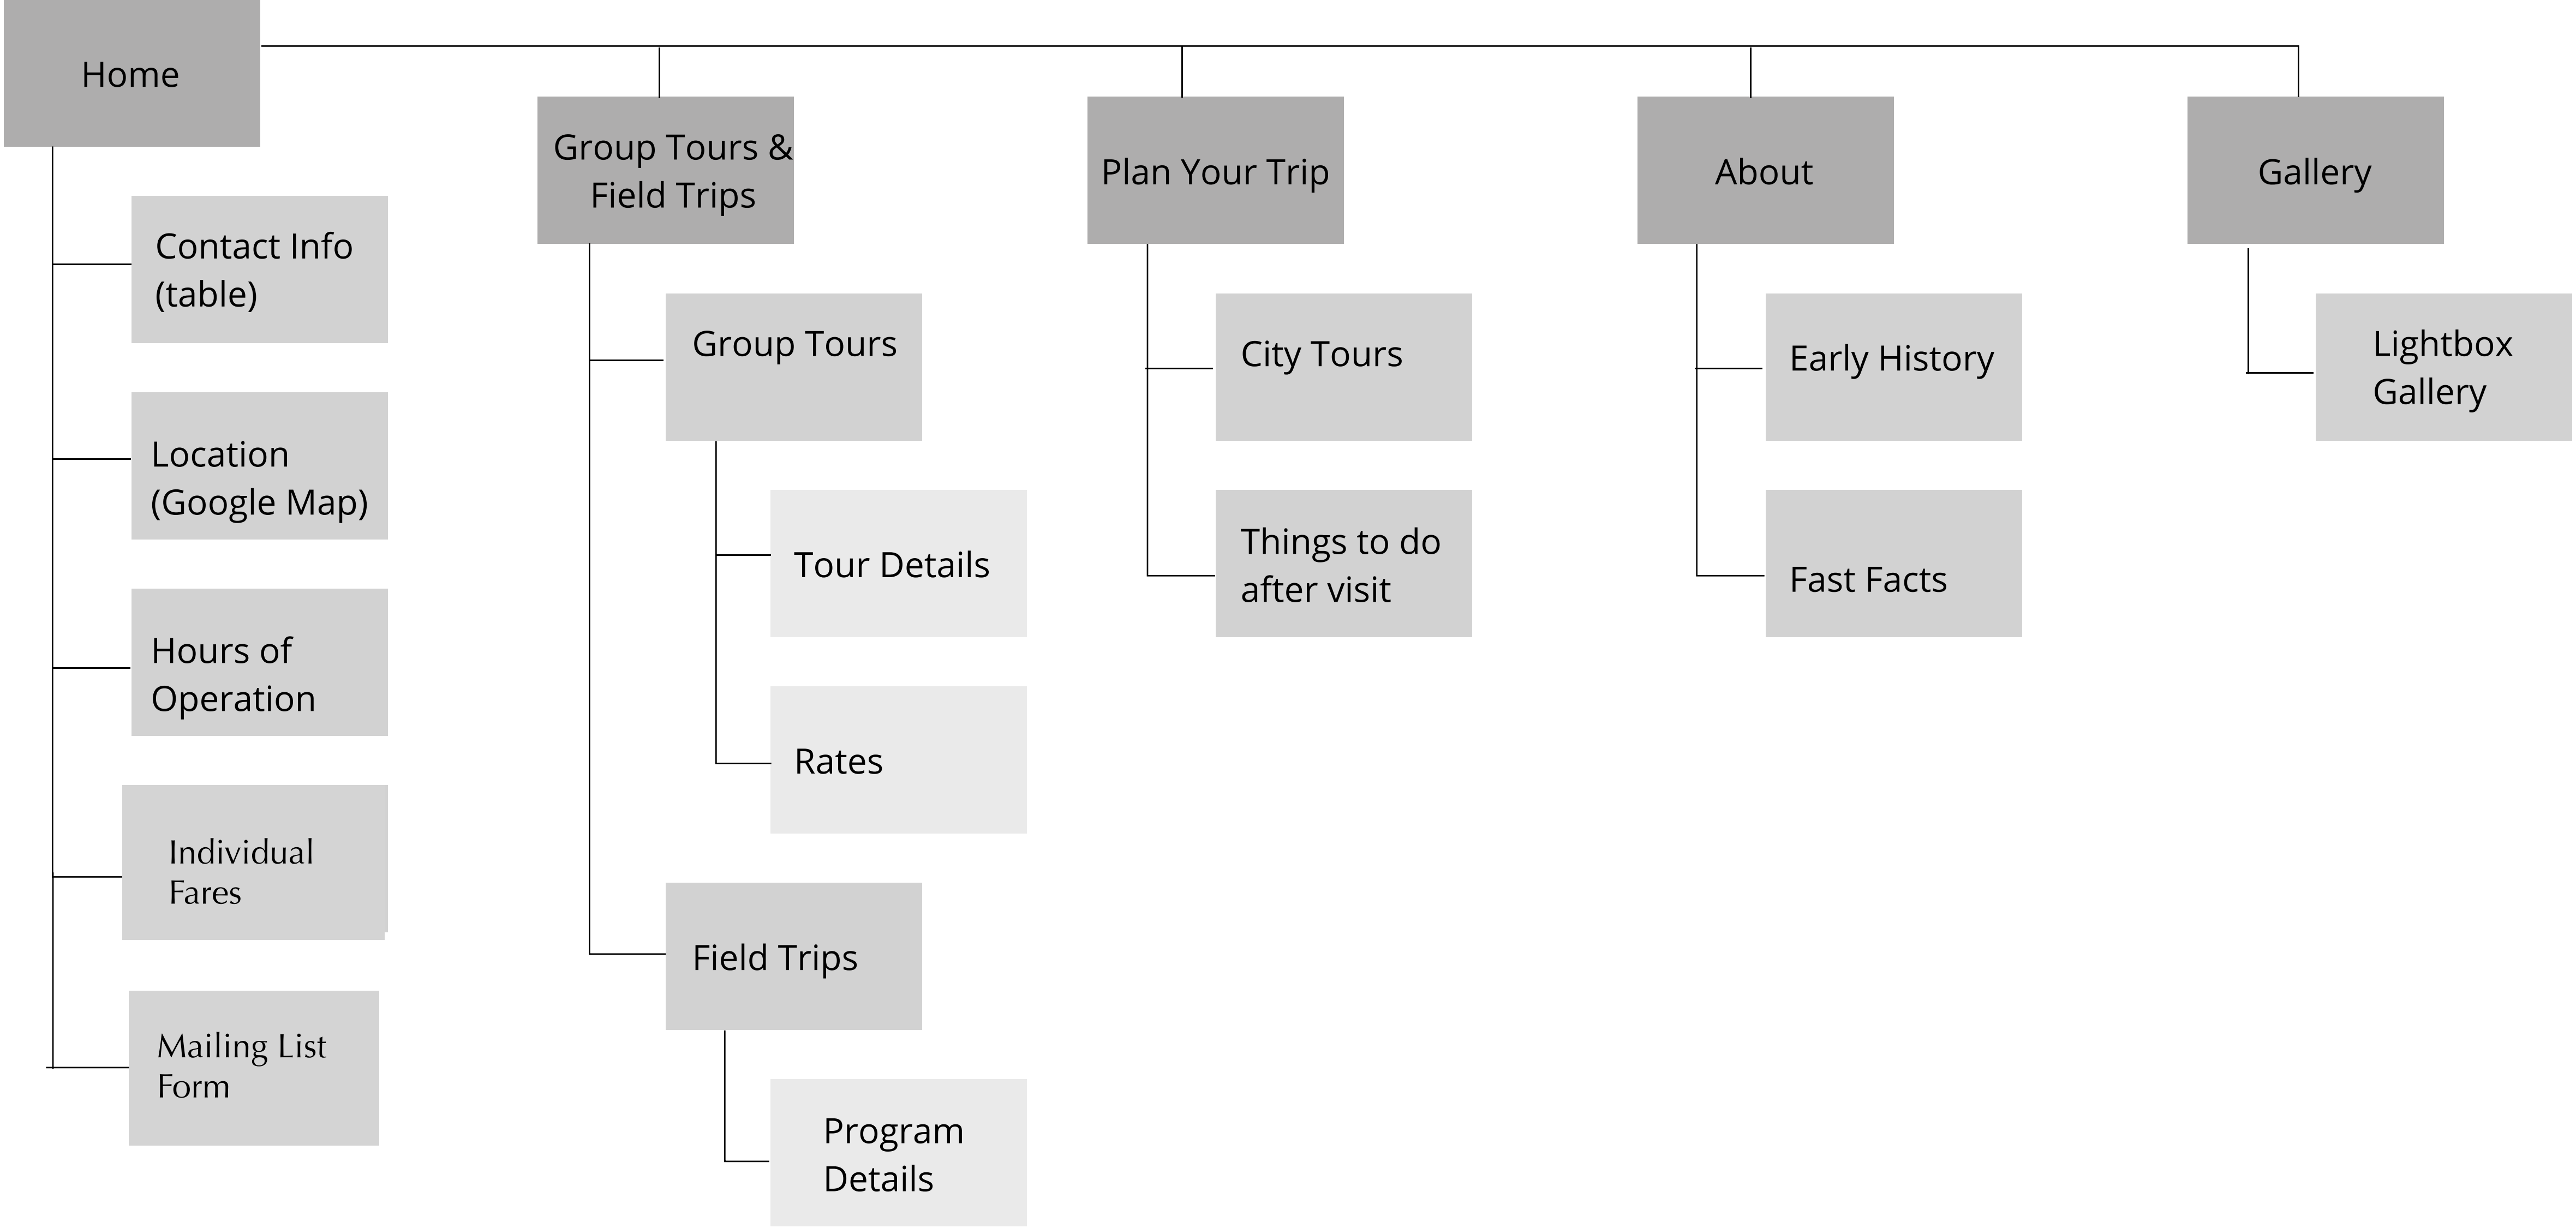 Home
Contact Info
(table)
Location
(Google Map)
Hours of
Operation
Individual
Fares
Mailing List
Form
Group Tours &
Field Trips
Group Tours
Tour Details
Rates
Field Trips
Program
Details
Plan Your Trip
City Tours
Things to do
after visit
About
Early History
Fast Facts
Gallery
Lightbox
Gallery